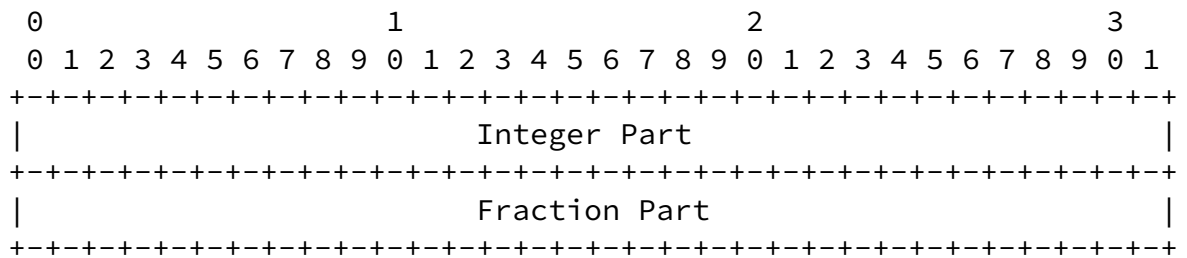 0                   1                   2                   3
 0 1 2 3 4 5 6 7 8 9 0 1 2 3 4 5 6 7 8 9 0 1 2 3 4 5 6 7 8 9 0 1
+-+-+-+-+-+-+-+-+-+-+-+-+-+-+-+-+-+-+-+-+-+-+-+-+-+-+-+-+-+-+-+-+
|                         Integer Part                          |
+-+-+-+-+-+-+-+-+-+-+-+-+-+-+-+-+-+-+-+-+-+-+-+-+-+-+-+-+-+-+-+-+
|                         Fraction Part                         |
+-+-+-+-+-+-+-+-+-+-+-+-+-+-+-+-+-+-+-+-+-+-+-+-+-+-+-+-+-+-+-+-+